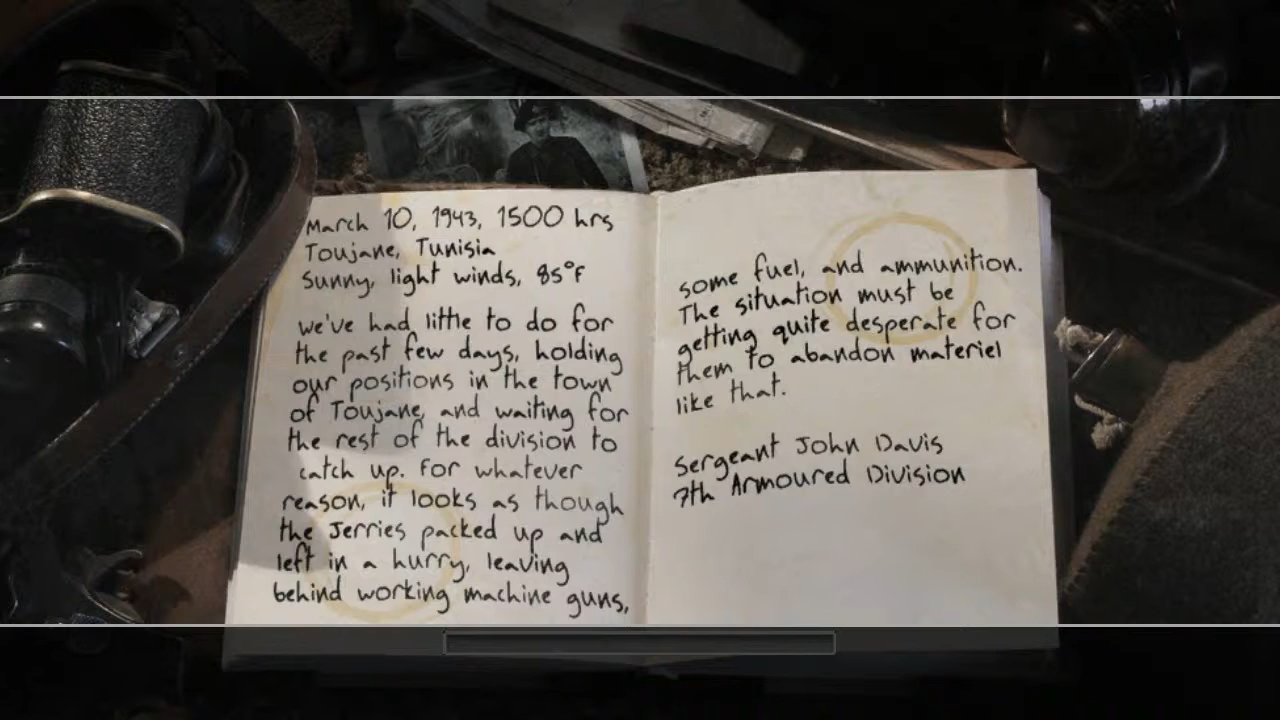 March 10, 1943, 1500 hrs
Toujane, Tunisia
Sunny, light winds, 85°F
we've had little to do for
the past few days, holding
our positions in the town
of Toujane, and waiting for
the rest of the division to
catch up. For whatever
reason, it looks as though
the Jerries packed up and
left in a hurry, leaving
behind working machine guns,
some fuel, and ammunition.
The situation must be
getting quite desperate for
them to abandon materiel
like that.
Sergeant John Davis
7th Armoured Division